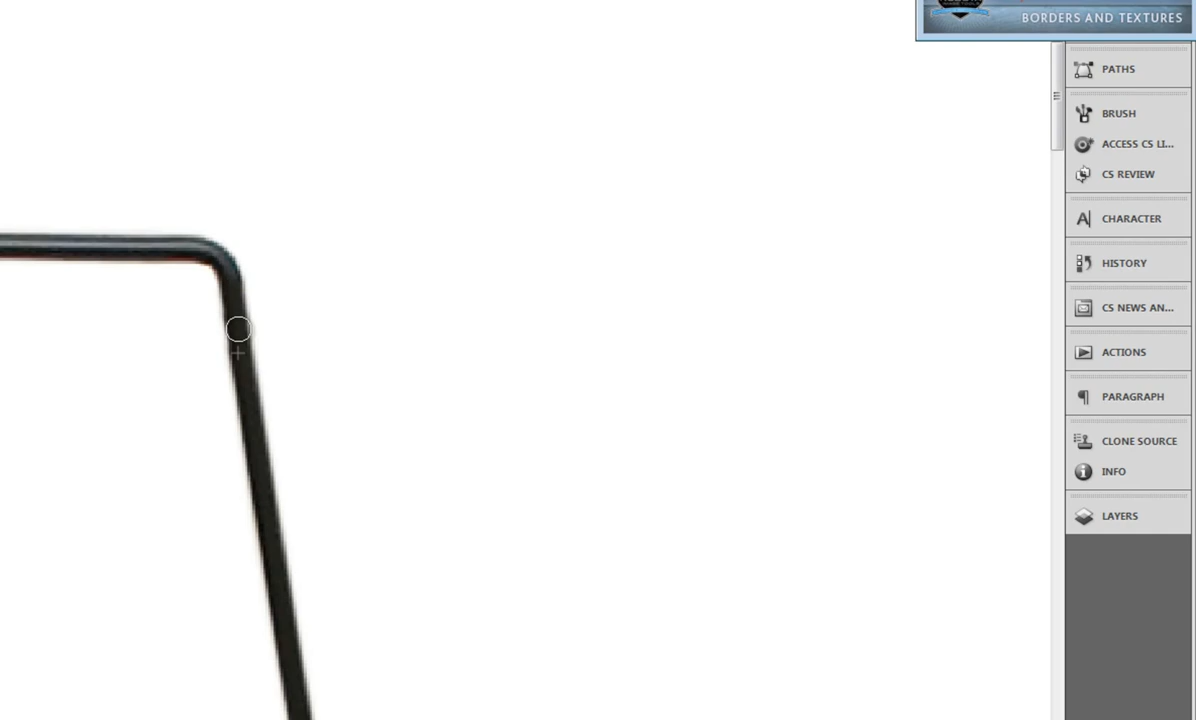 BORDERS AND TEXTURES
PATHS
BRUSH
ACCESS CS LI...
CS REVIEW
CHARACTER
HISTORY
CS NEWS AN...
ACTIONS
PARAGRAPH
CLONE SOURCE
INFO
LAYERS